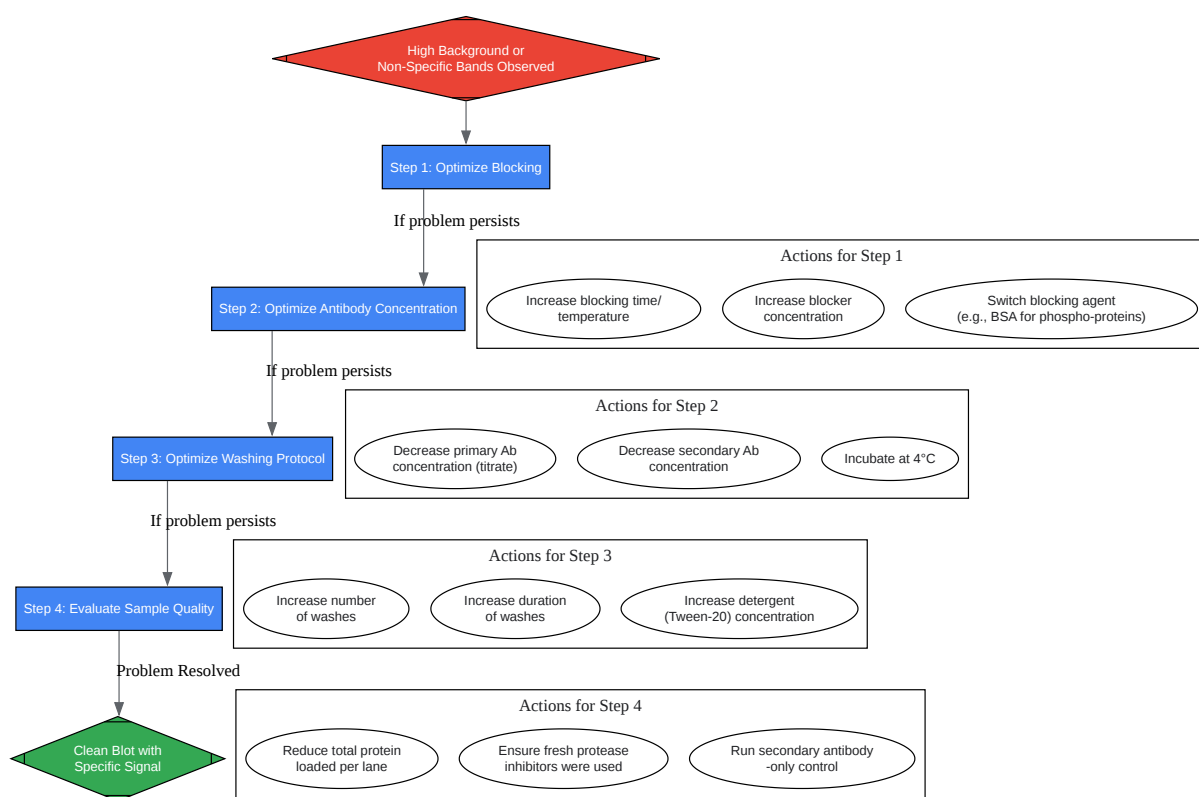 High Background or
Non-Specific Bands Observed
Step 1: Optimize Blocking
If problem persists
Actions for Step 1
Increase blocking time/
temperature
Increase blocker
concentration
Switch blocking agent
(e.g., BSA for phospho-proteins)
Step 2: Optimize Antibody Concentration
If problem persists
Actions for Step 2
Decrease primary Ab
concentration (titrate)
Decrease secondary Ab
concentration
Incubate at 4°C
Step 3: Optimize Washing Protocol
If problem persists
Actions for Step 3
Increase number
of washes
Increase duration
of washes
Increase detergent
(Tween-20) concentration
Step 4: Evaluate Sample Quality
Problem Resolved
Actions for Step 4
Reduce total protein
loaded per lane
Ensure fresh protease
inhibitors were used
Run secondary antibody
-only control
Clean Blot with
Specific Signal